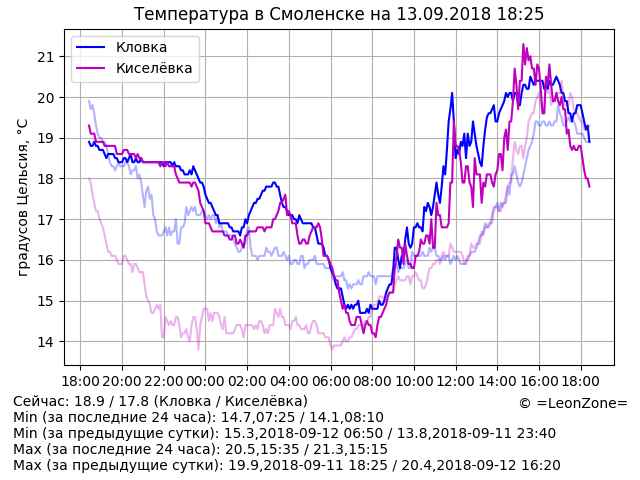 Температура в Смоленске на 13.09.2018 18:25
Кловка
Киселёвка
градусов Цельсия, °C
21
20
19
18
17
16
15
14
18:00 20:00 22:00 00:00 02:00 04:00 06:00 08:00 10:00 12:00 14:00 16:00 18:00
Сейчас: 18.9 / 17.8 (Кловка / Киселёвка)
© =LeonZone=
Min (за последние 24 часа): 14.7,07:25 / 14.1,08:10
Min (за предыдущие сутки): 15.3,2018-09-12 06:50 / 13.8,2018-09-11 23:40
Max (за последние 24 часа): 20.5,15:35 / 21.3,15:15
Max (за предыдущие сутки): 19.9,2018-09-11 18:25 / 20.4,2018-09-12 16:20